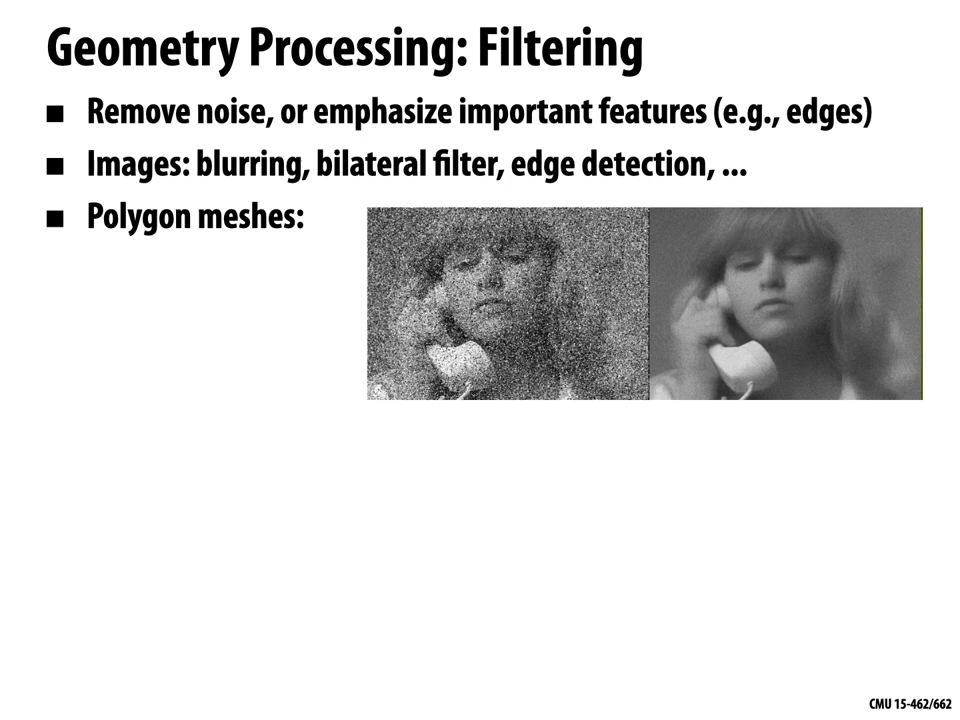 Geometry Processing: Filtering
■ Remove noise, or emphasize important features (e.g., edges)
■ Images: blurring, bilateral filter, edge detection, ...
■ Polygon meshes:
CMU 15-462/662